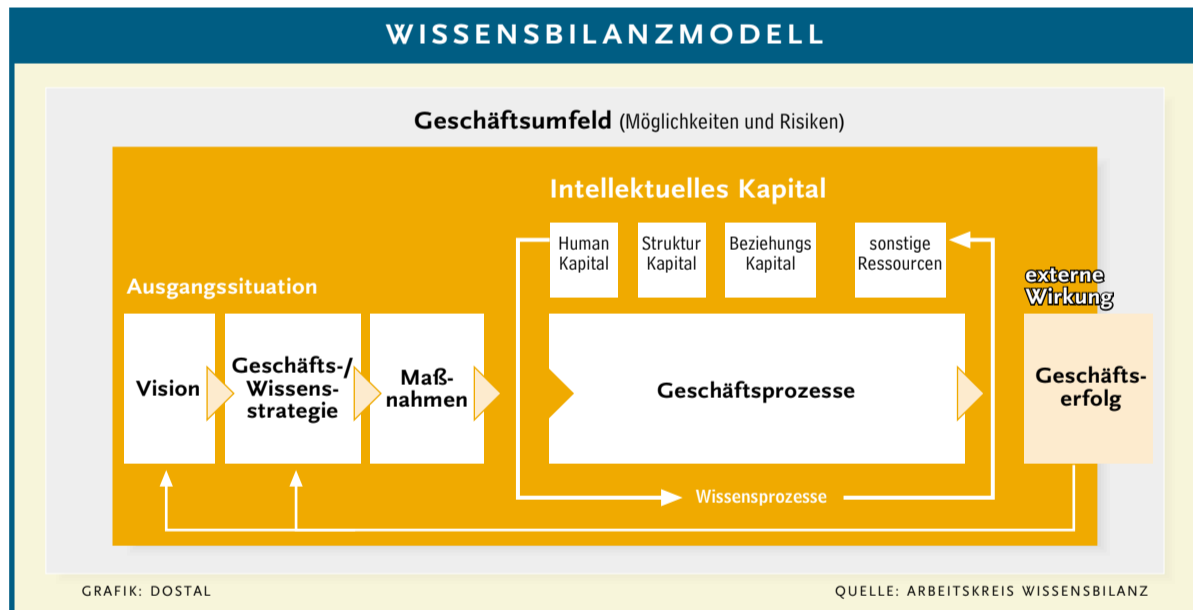 WISSENSBILANZMODELL
Geschäftsumfeld (Möglichkeiten und Risiken)
Intellektuelles Kapital
Human
Kapital
Struktur
Kapital
Beziehungs
Kapital
sonstige
Ressourcen
Ausgangssituation
externe
Wirkung
Vision
Geschäfts-/
Wissens-
strategie
Maß-
nahmen
Geschäftsprozesse
Geschäfts-
erfolg
Wissensprozesse
GRAFIK: DOSTAL
QUELLE: ARBEITSKREIS WISSENSBILANZ